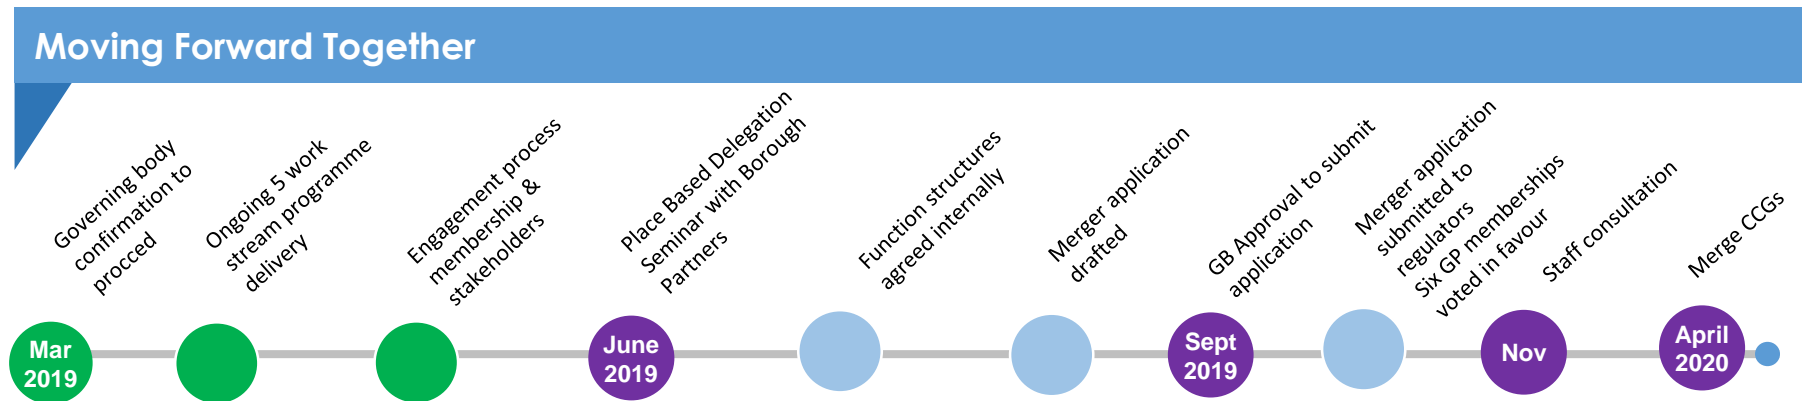 Moving Forward Together
Governing body
confirmation to
procced
Ongoing 5 work
stream programme
delivery
Engagement process
membership &
stakeholders
Place Based Delegation
Seminar with Borough
Partners
Function structures
agreed internally
Merger application
drafted
GB Approval to submit
application
Merger application
submitted to
regulators
Six GP memberships
voted in favour
Staff consultation
Merge CCGs
Mar
2019
June
2019
Sept
2019
Nov
April
2020